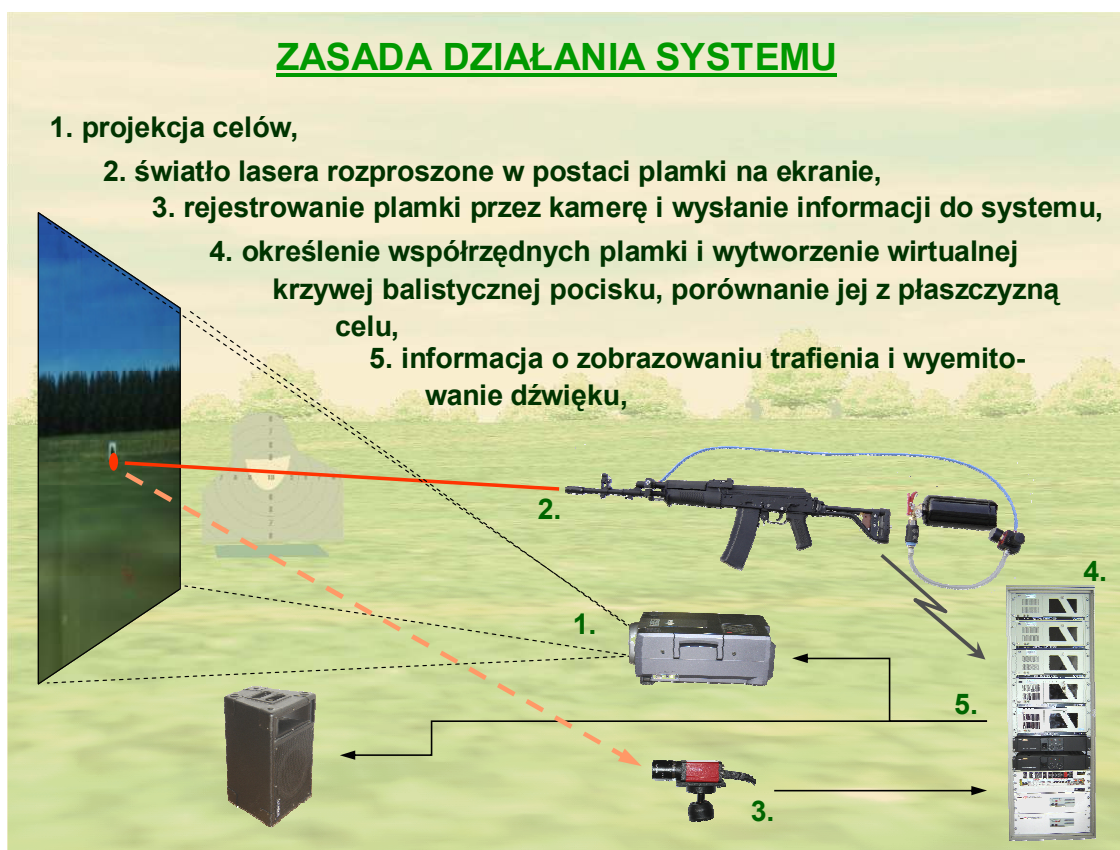 ZASADA DZIAŁANIA SYSTEMU
1. projekcja celów,
2. światło lasera rozproszone w postaci plamki na ekranie,
3. rejestrowanie plamki przez kamerę i wysłanie informacji do systemu,
4. określenie współrzędnych plamki i wytworzenie wirtualnej
krzywej balistycznej pocisku, porównanie jej z płaszczyzną
celu,
5. informacja o zobrazowaniu trafienia i wyemito-
wanie dźwięku,
2.
4.
1.
5.
3.